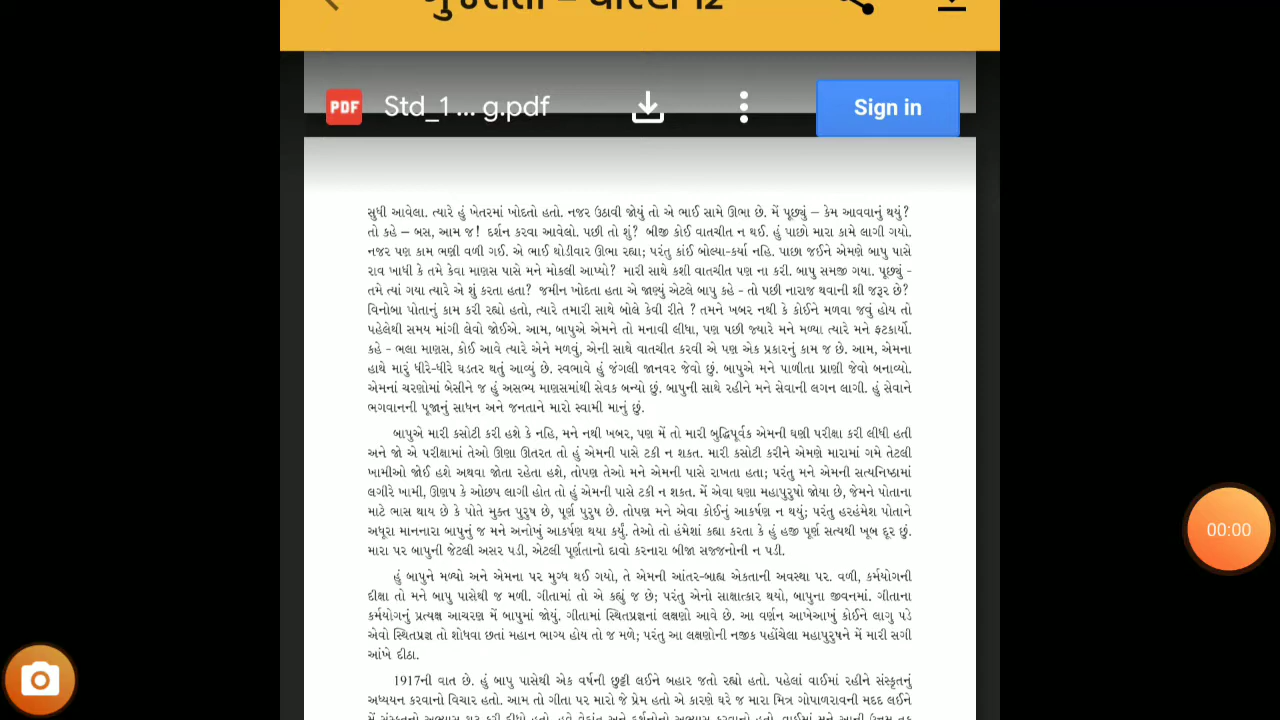 ગુજરાતી – ધોરણ 12
PDF Std_1 ... g.pdf Sign in
સુધી આવેલા. ત્યારે હું ખેતરમાં ખોદતો હતો. નજર ઉઠાવી જોયું તો એ ભાઈ સામે ઊભા છે. મેં પૂછ્યું – કેમ આવવાનું થયું?
તો કહે – બસ, આમ જ! દર્શન કરવા આવેલો. પછી તો શું? બીજી કોઈ વાતચીત ન થઈ. હું પાછો મારા કામે લાગી ગયો.
નજર પણ કામ ભણી વળી ગઈ. એ ભાઈ થોડીવાર ઊભા રહ્યા; પરંતુ કાંઈ બોલ્યા-કર્યા નહિ. પાછા જઈને એમણે બાપુ પાસે
રાવ ખાધી કે તમે કેવા માણસ પાસે મને મોકલી આપ્યો? મારી સાથે કશી વાતચીત પણ ના કરી. બાપુ સમજી ગયા. પૂછ્યું -
તમે ત્યાં ગયા ત્યારે એ શું કરતા હતા? જમીન ખોદતા હતા એ જાણ્યું એટલે બાપુ કહે - તો પછી નારાજ થવાની શી જરૂર છે?
વિનોબા પોતાનું કામ કરી રહ્યો હતો, ત્યારે તમારી સાથે બોલે કેવી રીતે ? તમને ખબર નથી કે કોઈને મળવા જવું હોય તો
પહેલેથી સમય માંગી લેવો જોઈએ. આમ, બાપુએ એમને તો મનાવી લીધા, પણ પછી જ્યારે મને મળ્યા ત્યારે મને ફટકાર્યો.
કહે - ભલા માણસ, કોઈ આવે ત્યારે એને મળવું, એની સાથે વાતચીત કરવી એ પણ એક પ્રકારનું કામ જ છે. આમ, એમના
હાથે મારું ધીરે-ધીરે ઘડતર થતું આવ્યું છે. સ્વભાવે હું જંગલી જાનવર જેવો છું. બાપુએ મને પાળીતા પ્રાણી જેવો બનાવ્યો.
એમનાં ચરણોમાં બેસીને જ હું અસભ્ય માણસમાંથી સેવક બન્યો છું. બાપુની સાથે રહીને મને સેવાની લગન લાગી. હું સેવાને
ભગવાનની પૂજાનું સાધન અને જનતાને મારો સ્વામી માનું છું.
બાપુએ મારી કસોટી કરી હશે કે નહિ, મને નથી ખબર, પણ મેં તો મારી બુદ્ધિપૂર્વક એમની ઘણી પરીક્ષા કરી લીધી હતી
અને જો એ પરીક્ષામાં તેઓ ઊણા ઊતરત તો હું એમની પાસે ટકી ન શકત. મારી કસોટી કરીને એમણે મારામાં ગમે તેટલી
ખામીઓ જોઈ હશે અથવા જોતા રહેતા હશે, તોપણ તેઓ મને એમની પાસે રાખતા હતા; પરંતુ મને એમની સત્યનિષ્ઠામાં
લગીરે ખામી, ઊણપ કે ઓછપ લાગી હોત તો હું એમની પાસે ટકી ન શકત. મેં એવા ઘણા મહાપુરુષો જોયા છે, જેમને પોતાના
માટે ભાસ થાય છે કે પોતે મુક્ત પુરુષ છે, પૂર્ણ પુરુષ છે. તોપણ મને એવા કોઈનું આકર્ષણ ન થયું; પરંતુ હરહંમેશ પોતાને
અધૂરા માનનારા બાપુનું જ મને અનોખું આકર્ષણ થયા કર્યું. તેઓ તો હંમેશાં કહ્યા કરતા કે હું હજી પૂર્ણ સત્યથી ખૂબ દૂર છું.
મારા પર બાપુની જેટલી અસર પડી, એટલી પૂર્ણતાનો દાવો કરનારા બીજા સજ્જનોની ન પડી.
હું બાપુને મળ્યો અને એમના પર મુગ્ધ થઈ ગયો, તે એમની આંતર-બાહ્ય એકતાની અવસ્થા પર. વળી, કર્મયોગની
દીક્ષા તો મને બાપુ પાસેથી જ મળી. ગીતામાં તો એ કહ્યું જ છે; પરંતુ એનો સાક્ષાત્કાર થયો, બાપુના જીવનમાં. ગીતાના
કર્મયોગનું પ્રત્યક્ષ આચરણ મેં બાપુમાં જોયું. ગીતામાં સ્થિતપ્રજ્ઞનાં લક્ષણો આવે છે. આ વર્ણન આખેઆખું કોઈને લાગુ પડે
એવો સ્થિતપ્રજ્ઞ તો શોધવા છતાં મહાન ભાગ્ય હોય તો જ મળે; પરંતુ આ લક્ષણોની નજીક પહોંચેલા મહાપુરુષને મેં મારી સગી
આંખે દીઠા.
1917ની વાત છે. હું બાપુ પાસેથી એક વર્ષની છુટ્ટી લઈને બહાર જતો રહ્યો હતો. પહેલાં વાઈમાં રહીને સંસ્કૃતનું
અધ્યયન કરવાનો વિચાર હતો. આમ તો ગીતા પર મારો જે પ્રેમ હતો એ કારણે ઘરે જ મારા મિત્ર ગોપાળરાવની મદદ લઈને
00:00